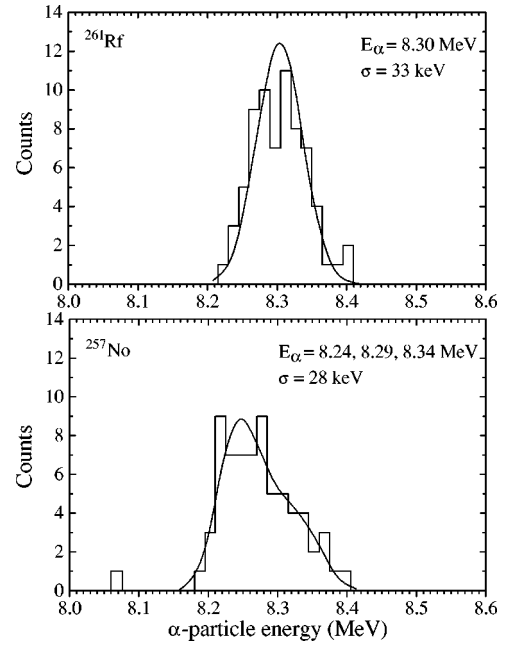 14
²⁶¹Rf
E_α = 8.30 MeV
σ = 33 keV
12
10
8
6
4
2
0
Counts
8.0 8.1 8.2 8.3 8.4 8.5 8.6
14
²⁵⁷No
E_α = 8.24, 8.29, 8.34 MeV
σ = 28 keV
12
10
8
6
4
2
0
Counts
8.0 8.1 8.2 8.3 8.4 8.5 8.6
α-particle energy (MeV)